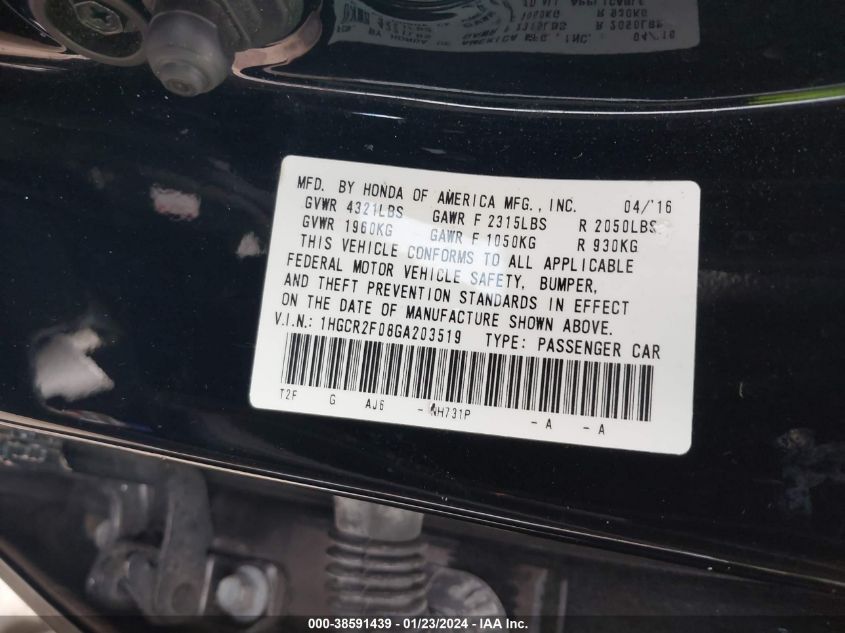 MFD. BY HONDA OF AMERICA MFG., INC. 04/'16
GVWR 4321LBS GAWR F 2315LBS R 2050LBS
GVWR 1960KG GAWR F 1050KG R 930KG
THIS VEHICLE CONFORMS TO ALL APPLICABLE
FEDERAL MOTOR VEHICLE SAFETY, BUMPER,
AND THEFT PREVENTION STANDARDS IN EFFECT
ON THE DATE OF MANUFACTURE SHOWN ABOVE.
V.I.N.: 1HGCR2F08GA203519 TYPE: PASSENGER CAR
T2F G AJ6 - NH731P - A - A
000-38591439 - 01/23/2024 - IAA Inc.